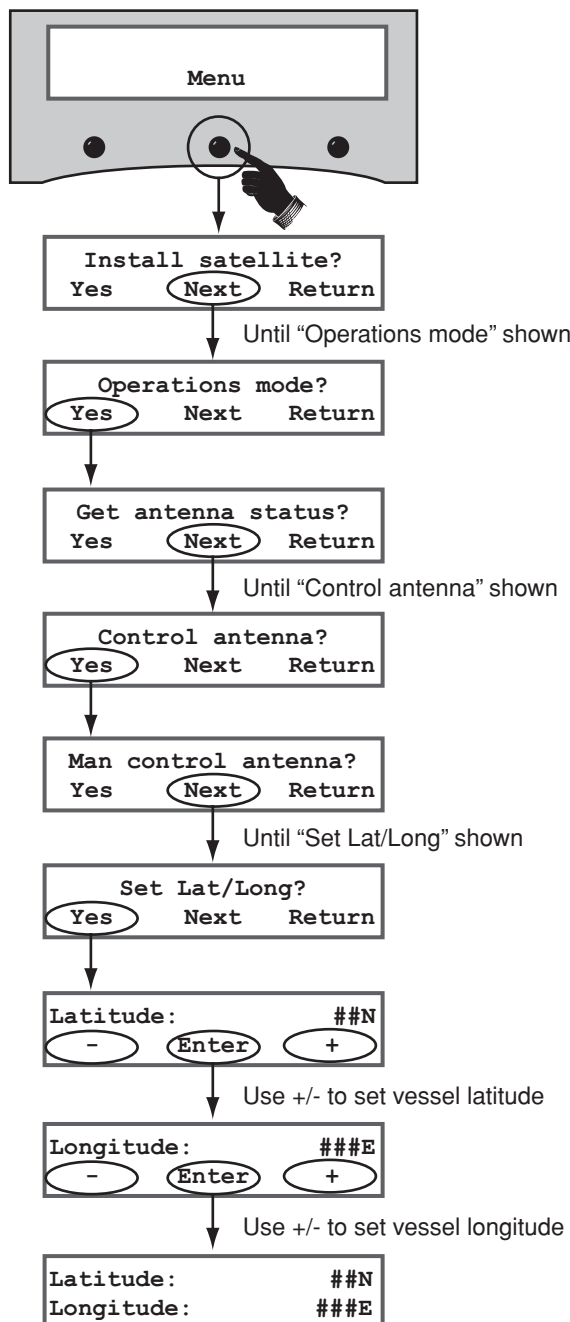 Menu
Install satellite?
Yes Next Return
Until “Operations mode” shown
Operations mode?
Yes Next Return
Get antenna status?
Yes Next Return
Until “Control antenna” shown
Control antenna?
Yes Next Return
Man control antenna?
Yes Next Return
Until “Set Lat/Long” shown
Set Lat/Long?
Yes Next Return
Latitude: ##N
- Enter +
Use +/- to set vessel latitude
Longitude: ###E
- Enter +
Use +/- to set vessel longitude
Latitude: ##N
Longitude: ###E